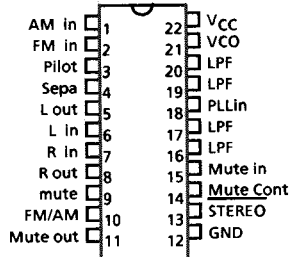 AM in 1 22 VCC
FM in 2 21 VCO
Pilot 3 20 LPF
Sepa 4 19 LPF
L out 5 18 PLLin
L in 6 17 LPF
R in 7 16 LPF
R out 8 15 Mute in
mute 9 14 Mute Cont
FM/AM 10 13 STEREO
Mute out 11 12 GND